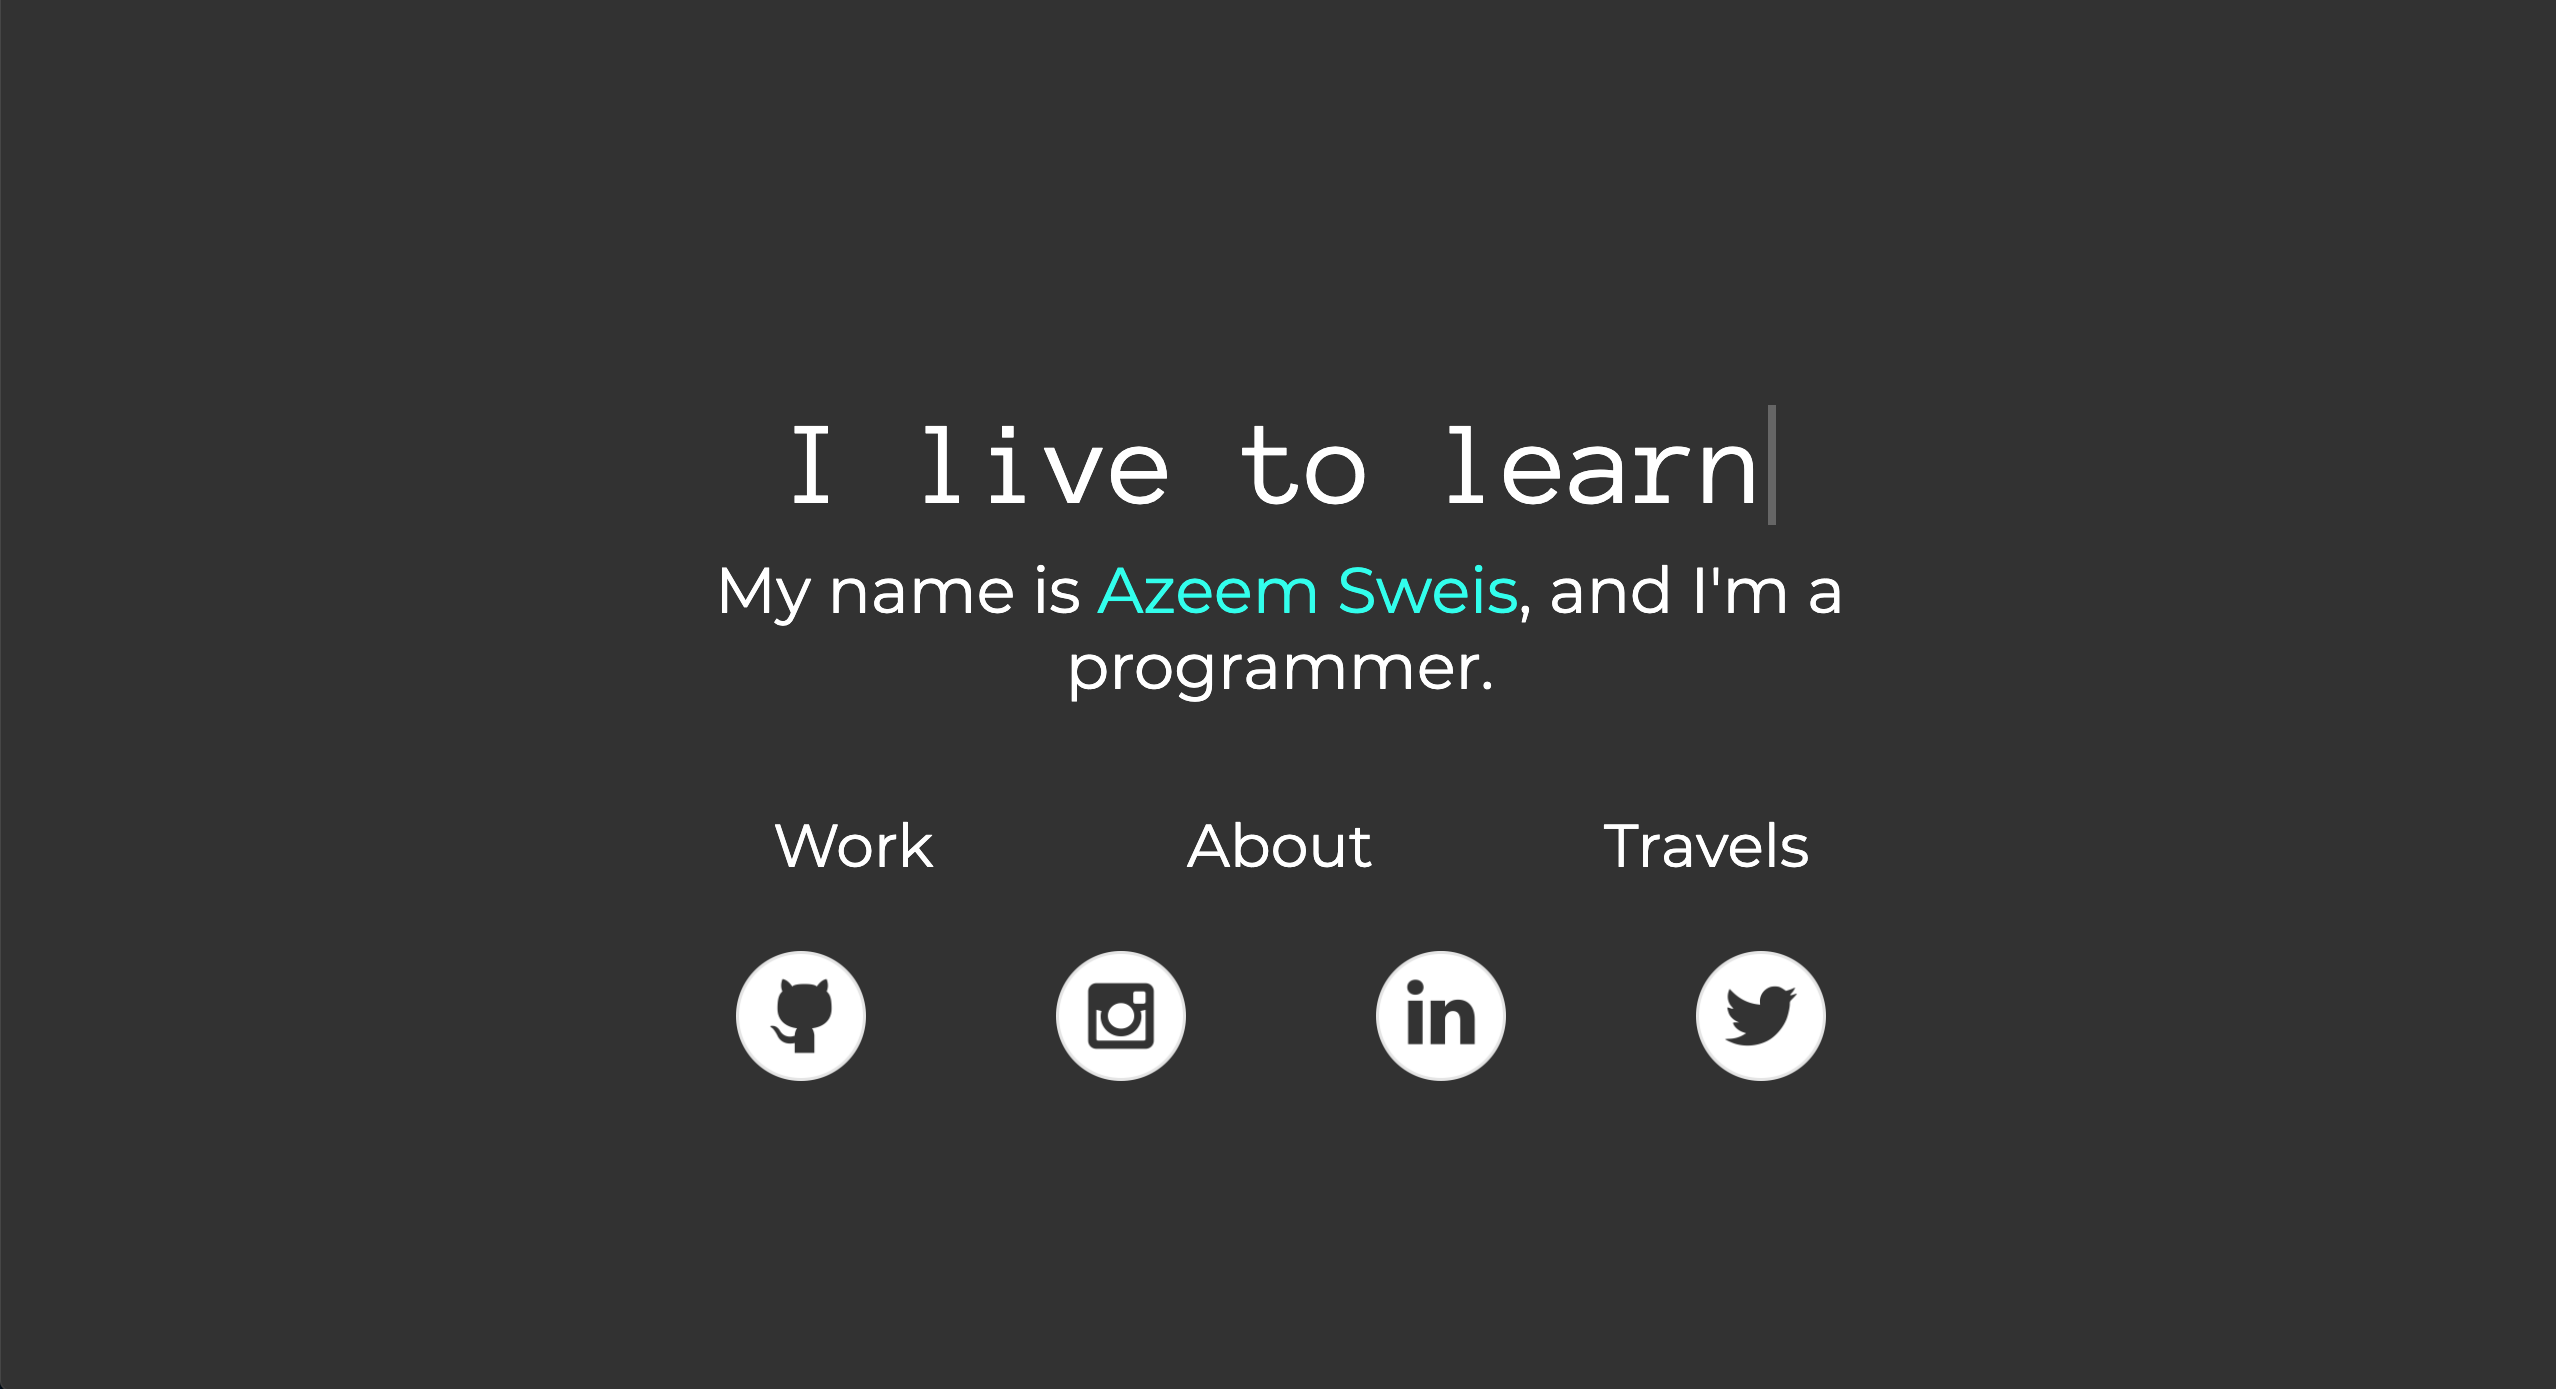 I live to learn
My name is Azeem Sweis, and I'm a
programmer.
Work About Travels
in